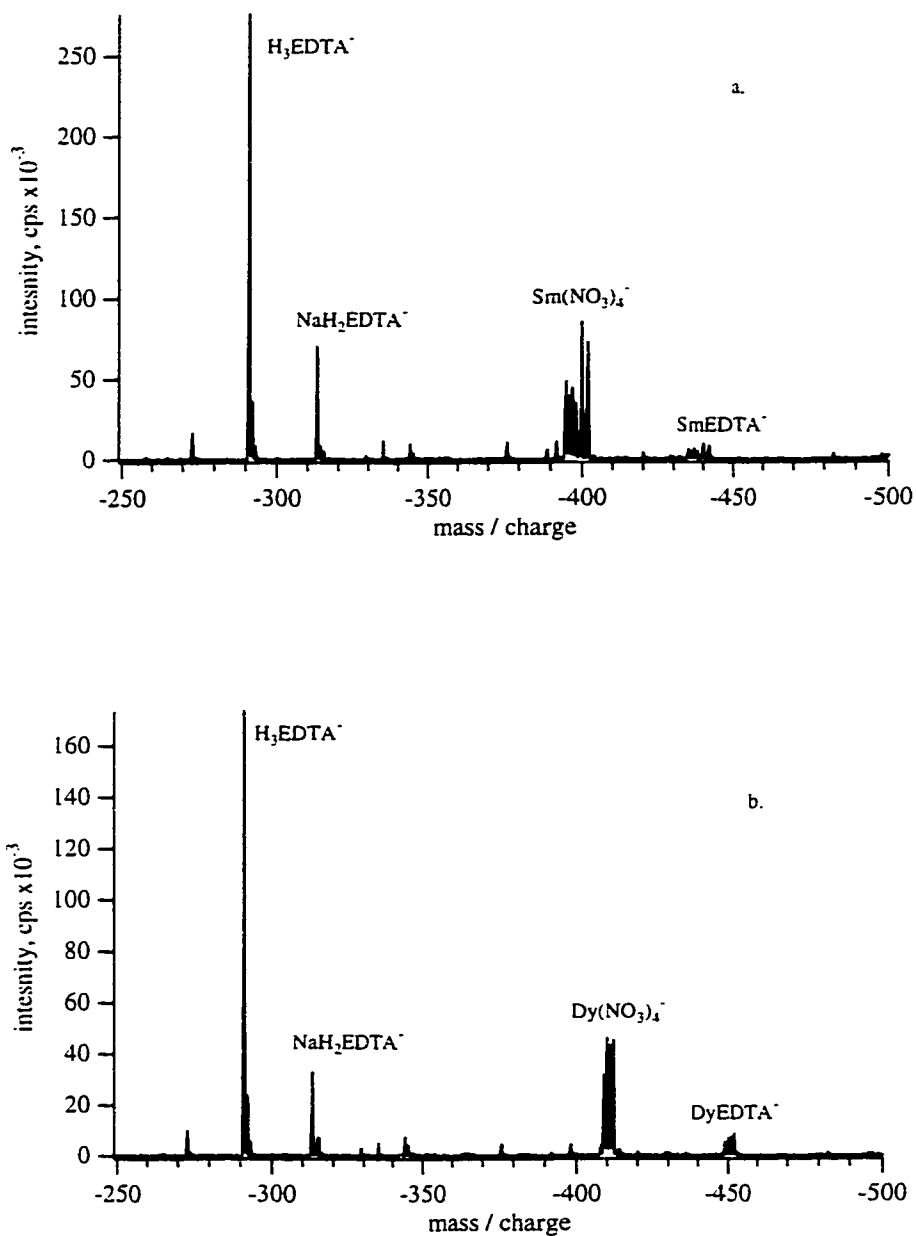 250
200
150
100
50
0
intesnity, cps x10⁻³
H₃EDTA⁻
a.
NaH₂EDTA⁻
Sm(NO₃)₄⁻
SmEDTA⁻
-250 -300 -350 -400 -450 -500
mass / charge
160
140
120
100
80
60
40
20
0
intesnity, cps x10⁻³
H₃EDTA⁻
b.
NaH₂EDTA⁻
Dy(NO₃)₄⁻
DyEDTA⁻
-250 -300 -350 -400 -450 -500
mass / charge